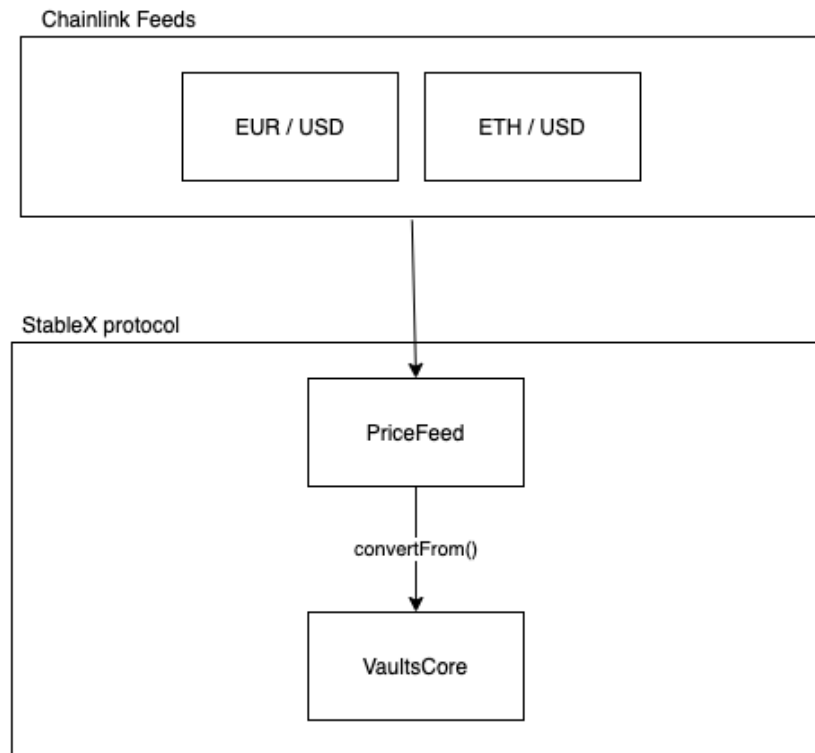 Chainlink Feeds
EUR / USD
ETH / USD
StableX protocol
PriceFeed
convertFrom()
VaultsCore